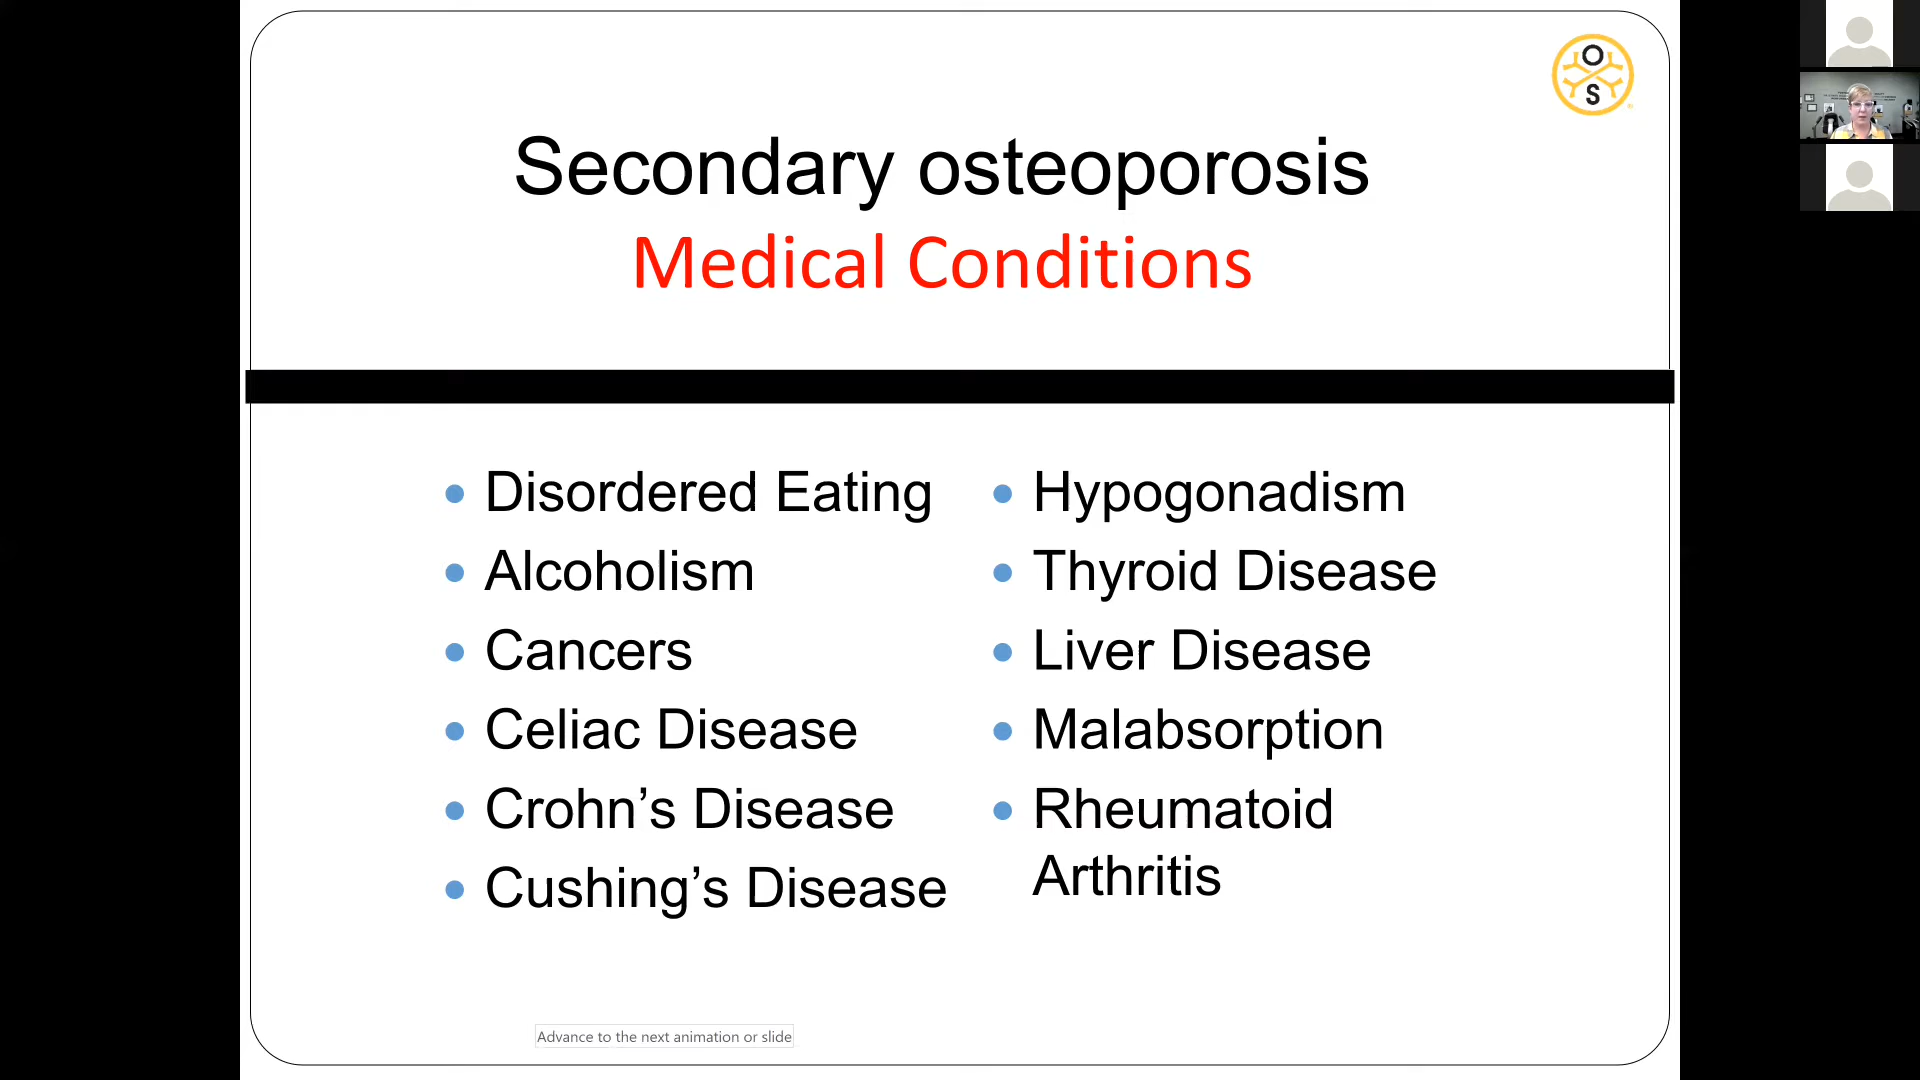 O
S
Secondary osteoporosis
Medical Conditions
• Disordered Eating
• Alcoholism
• Cancers
• Celiac Disease
• Crohn’s Disease
• Cushing’s Disease
• Hypogonadism
• Thyroid Disease
• Liver Disease
• Malabsorption
• Rheumatoid
Arthritis
Advance to the next animation or slide